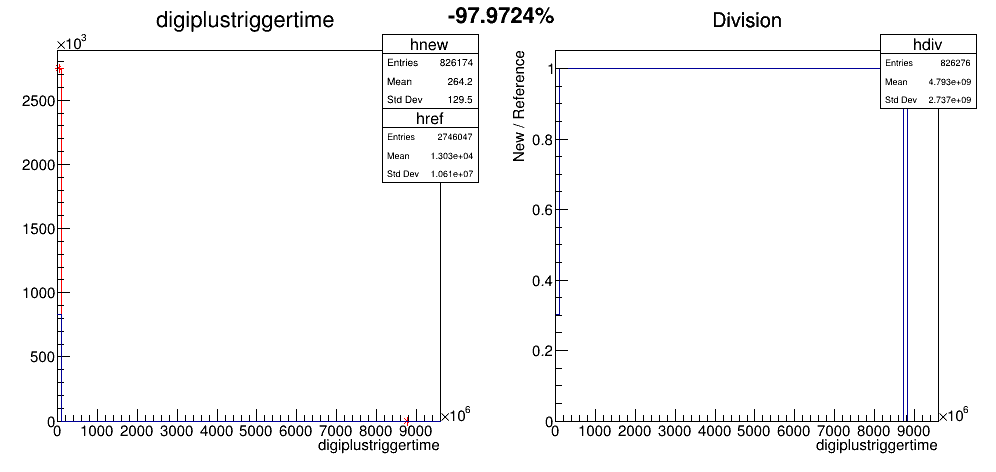 -97.9724%
digiplustriggertime
×10³
2500
2000
1500
1000
500
0
0 1000 2000 3000 4000 5000 6000 7000 8000 9000
×10⁶
digiplustriggertime
hnew
Entries 826174
Mean 264.2
Std Dev 129.5
href
Entries 2746047
Mean 1.303e+04
Std Dev 1.061e+07
Division
New / Reference
1
0.8
0.6
0.4
0.2
0
0 1000 2000 3000 4000 5000 6000 7000 8000 9000
×10⁶
digiplustriggertime
hdiv
Entries 826276
Mean 4.793e+09
Std Dev 2.737e+09